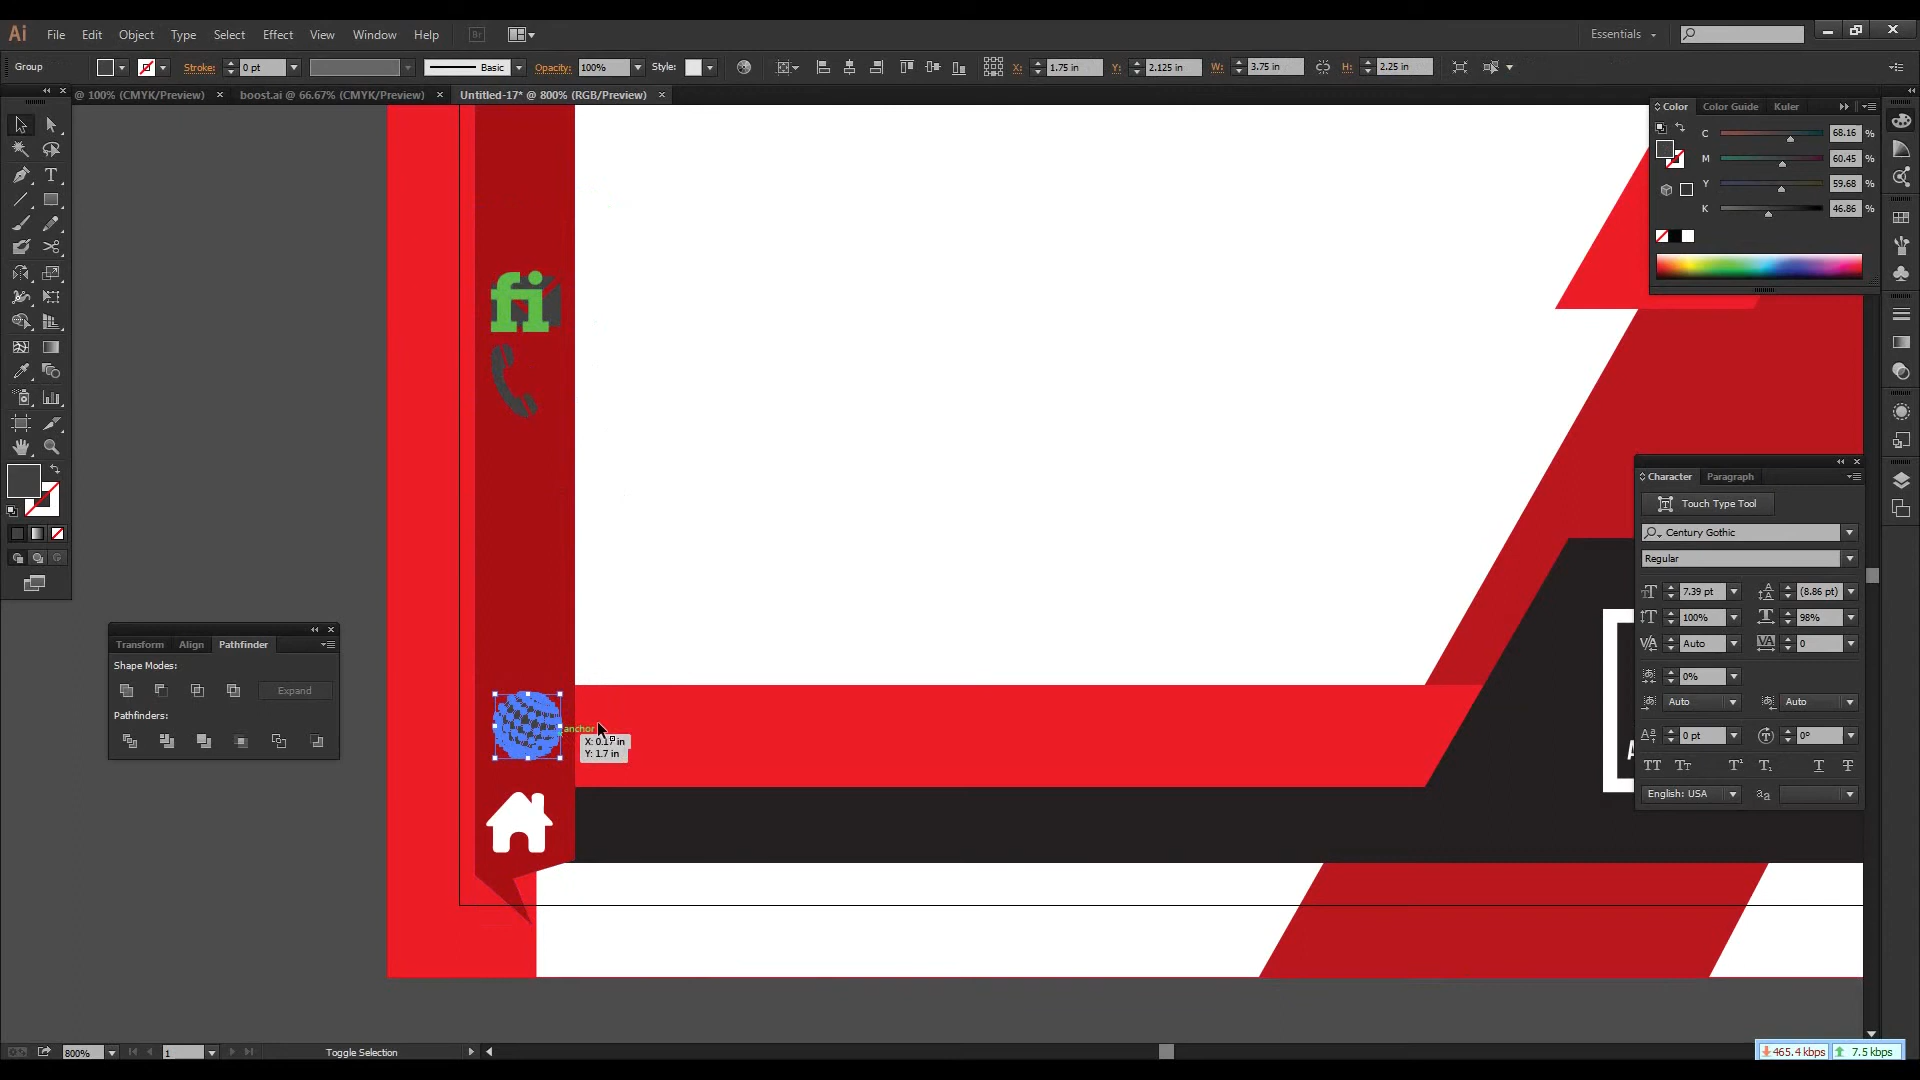 Ai File Edit Object Type Select Effect View Window Help Br Essentials
Group Stroke: 0 pt Basic Opacity: 100% Style: X: 1.75 in Y: 2.125 in W: 3.75 in H: 2.25 in
@ 100% (CMYK/Preview) × boost.ai @ 66.67% (CMYK/Preview) × Untitled-17* @ 800% (RGB/Preview) ×
Color Color Guide Kuler
C 68.16 %
M 60.45 %
Y 59.68 %
K 46.86 %
fi
Character Paragraph
Touch Type Tool
Century Gothic
Regular
7.39 pt (8.86 pt)
100% 98%
Auto 0
0%
Auto Auto
0 pt 0°
English: USA
Transform Align Pathfinder
Shape Modes:
Expand
Pathfinders:
anchor
X: 0.17 in
Y: 1.7 in
A
800% 1 Toggle Selection
465.4 kbps 7.5 kbps